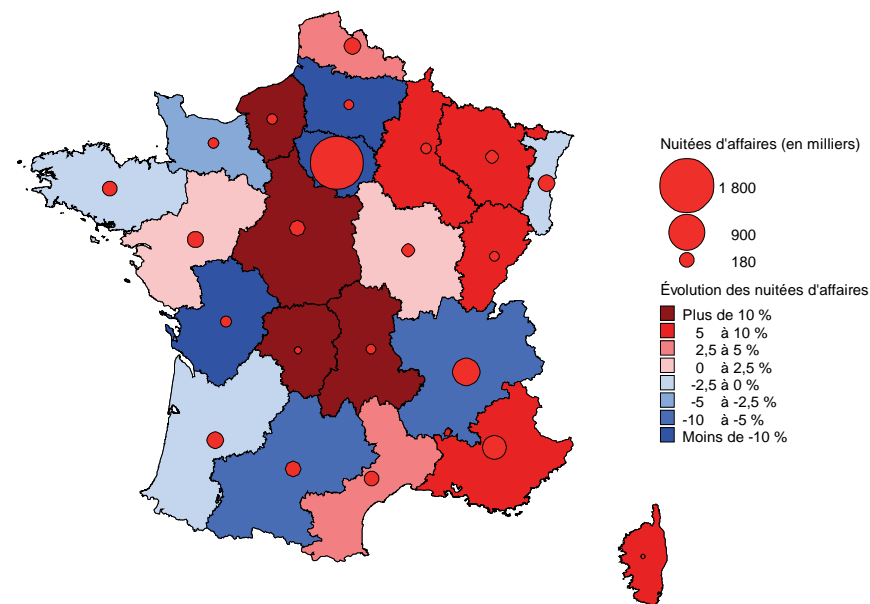 Nuitées d'affaires (en milliers)
1 800
900
180
Évolution des nuitées d'affaires
Plus de 10 %
5 à 10 %
2,5 à 5 %
0 à 2,5 %
-2,5 à 0 %
-5 à -2,5 %
-10 à -5 %
Moins de -10 %